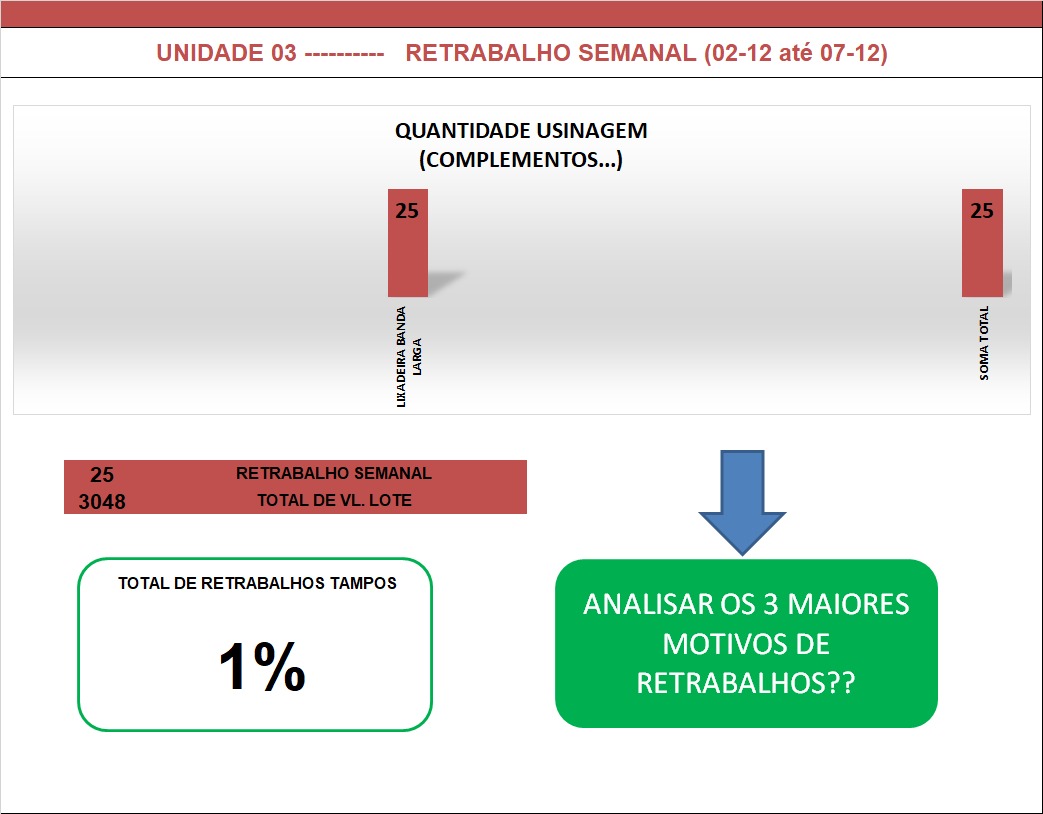 UNIDADE 03 ---------- RETRABALHO SEMANAL (02-12 até 07-12)
QUANTIDADE USINAGEM
(COMPLEMENTOS...)
25
25
LIXADEIRA BANDA
LARGA
SOMA TOTAL
25 RETRABALHO SEMANAL
3048 TOTAL DE VL. LOTE
TOTAL DE RETRABALHOS TAMPOS
1%
ANALISAR OS 3 MAIORES
MOTIVOS DE
RETRABALHOS??